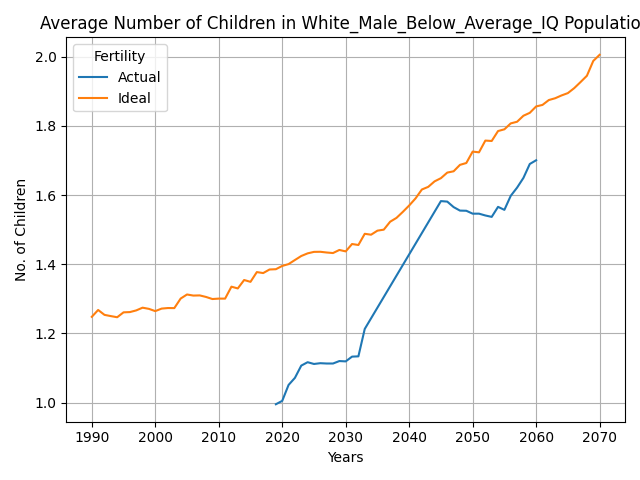 Average Number of Children in White_Male_Below_Average_IQ Populatio
Fertility
Actual
Ideal
2.0
1.8
1.6
1.4
1.2
1.0
No. of Children
1990 2000 2010 2020 2030 2040 2050 2060 2070
Years